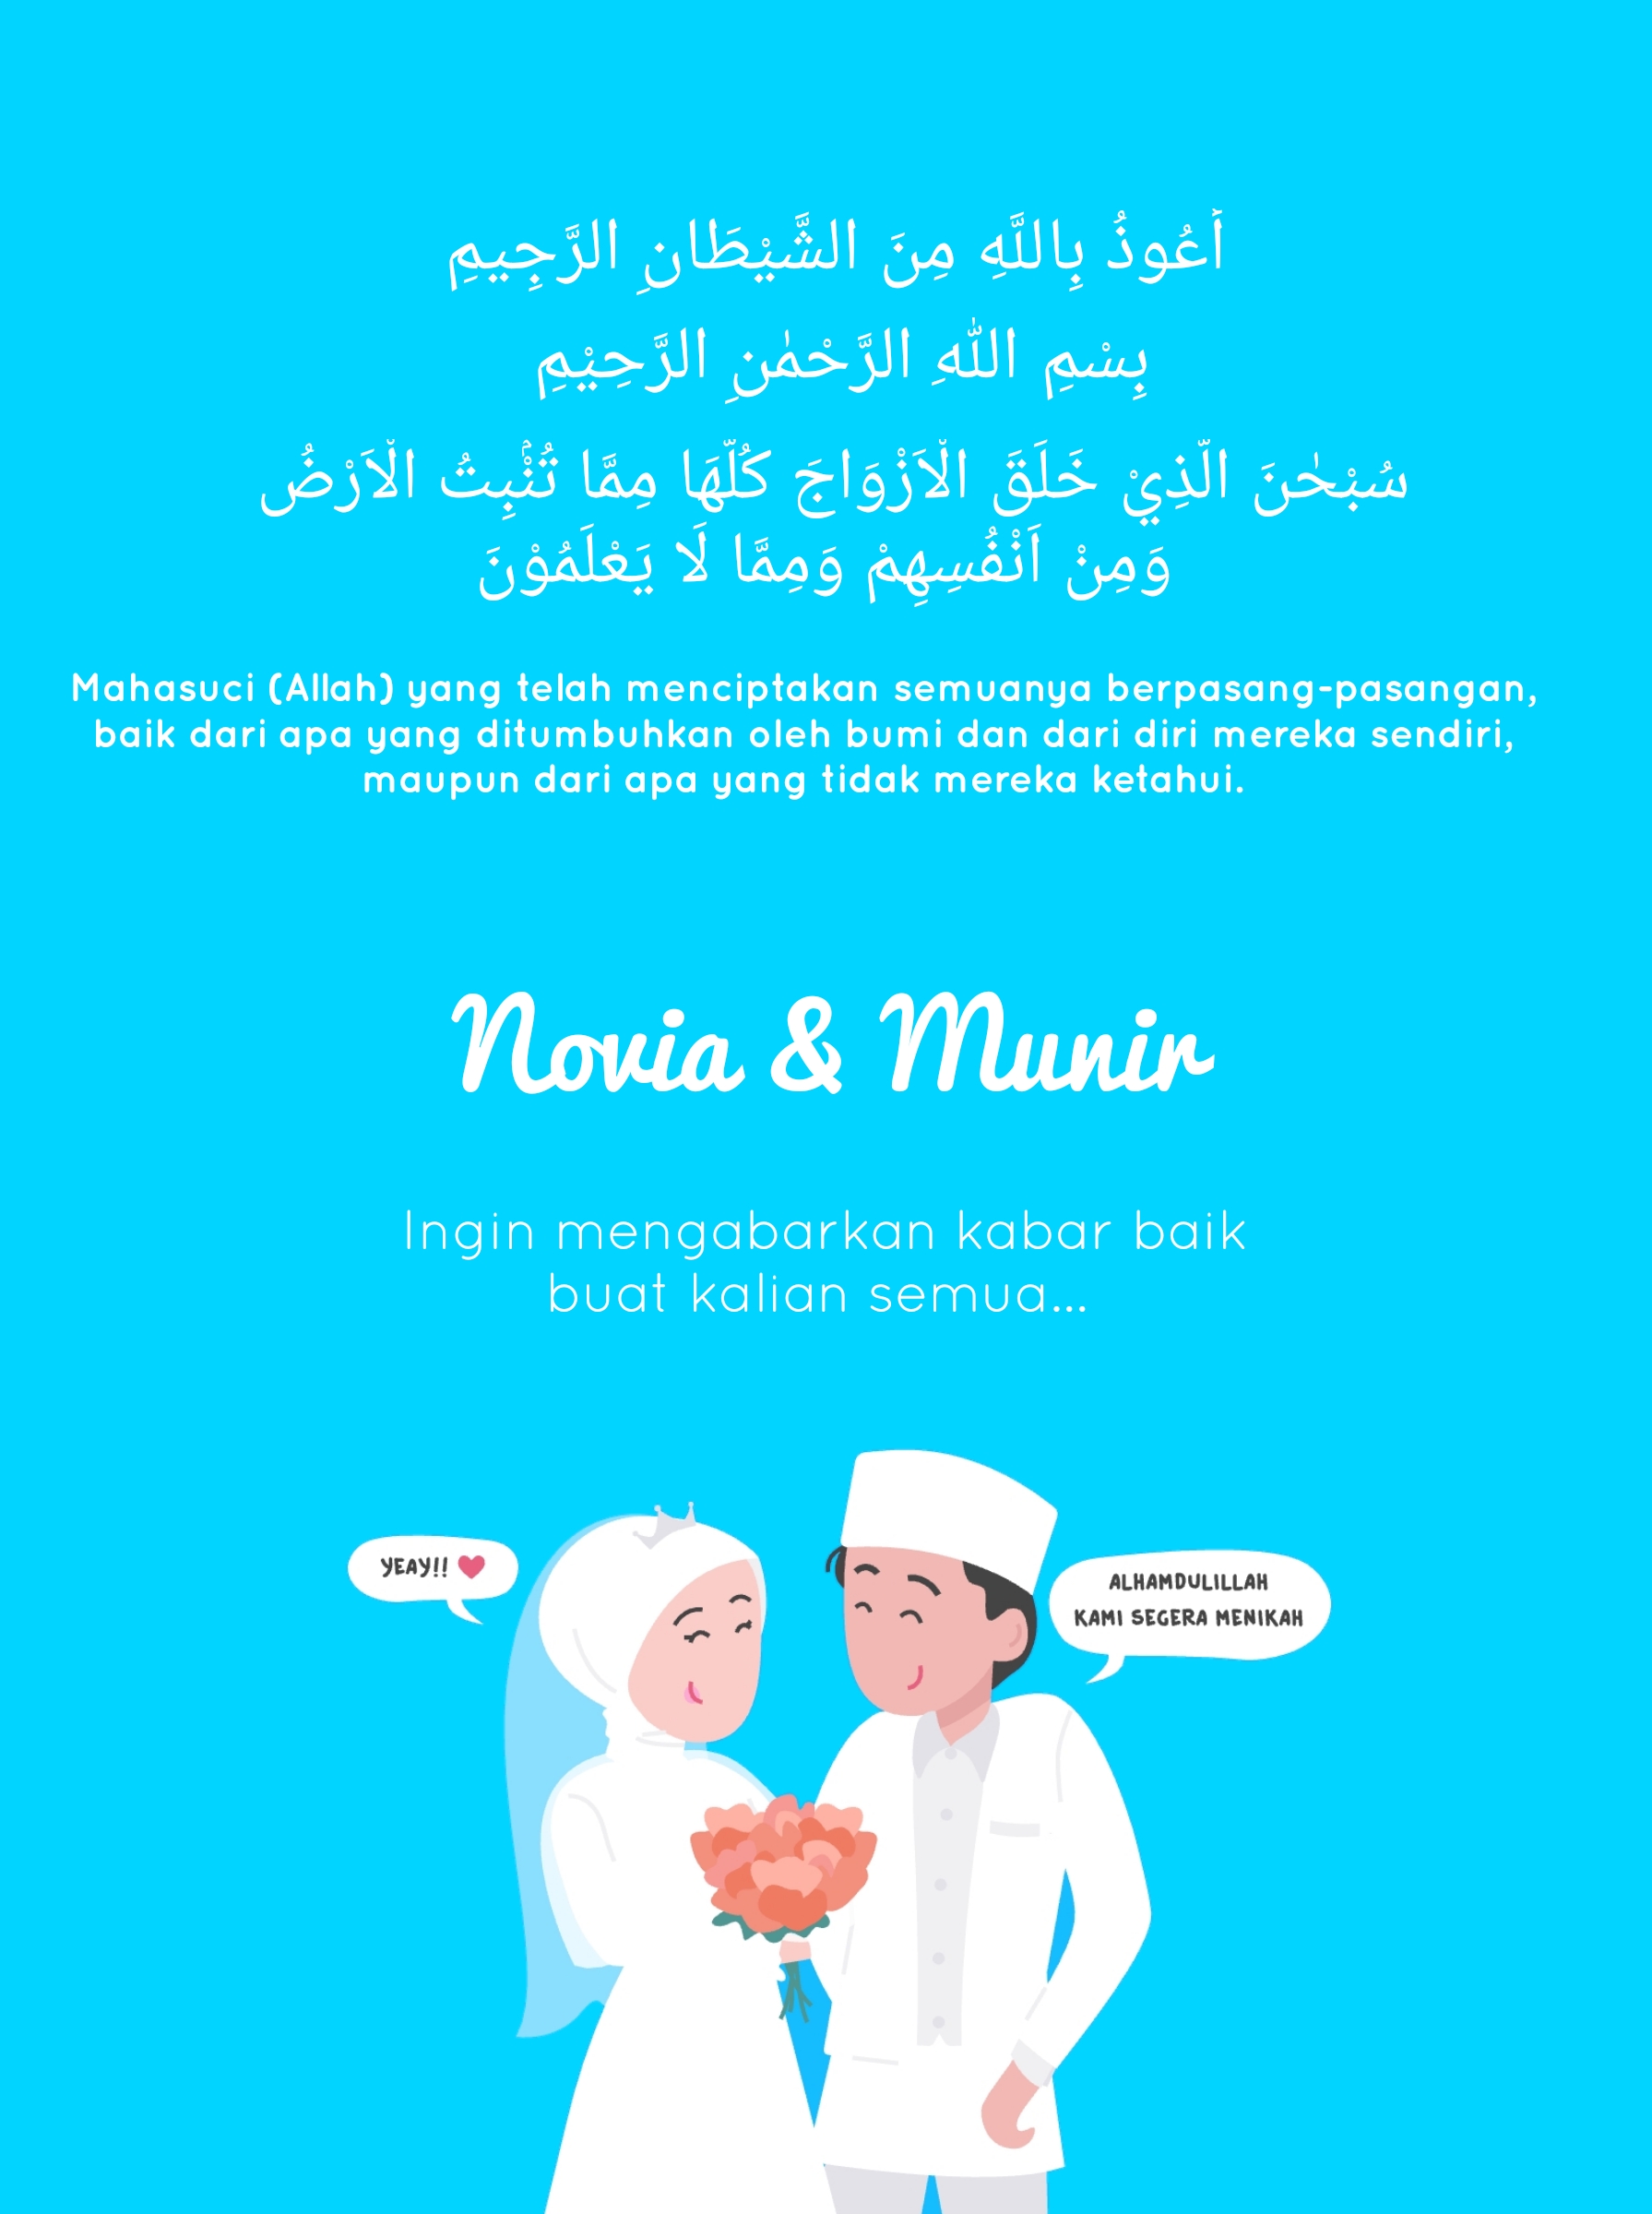 أَعُوذُ بِاللَّهِ مِنَ الشَّيْطَانِ الرَّجِيمِ
بِسْمِ اللّٰهِ الرَّحْمٰنِ الرَّحِيْمِ
سُبْحٰنَ الَّذِيْ خَلَقَ الْاَزْوَاجَ كُلَّهَا مِمَّا تُنْۢبِتُ الْاَرْضُ
وَمِنْ اَنْفُسِهِمْ وَمِمَّا لَا يَعْلَمُوْنَ
Mahasuci (Allah) yang telah menciptakan semuanya berpasang-pasangan,
baik dari apa yang ditumbuhkan oleh bumi dan dari diri mereka sendiri,
maupun dari apa yang tidak mereka ketahui.
Novia & Munir
Ingin mengabarkan kabar baik
buat kalian semua...
YEAY!!
ALHAMDULILLAH
KAMI SEGERA MENIKAH